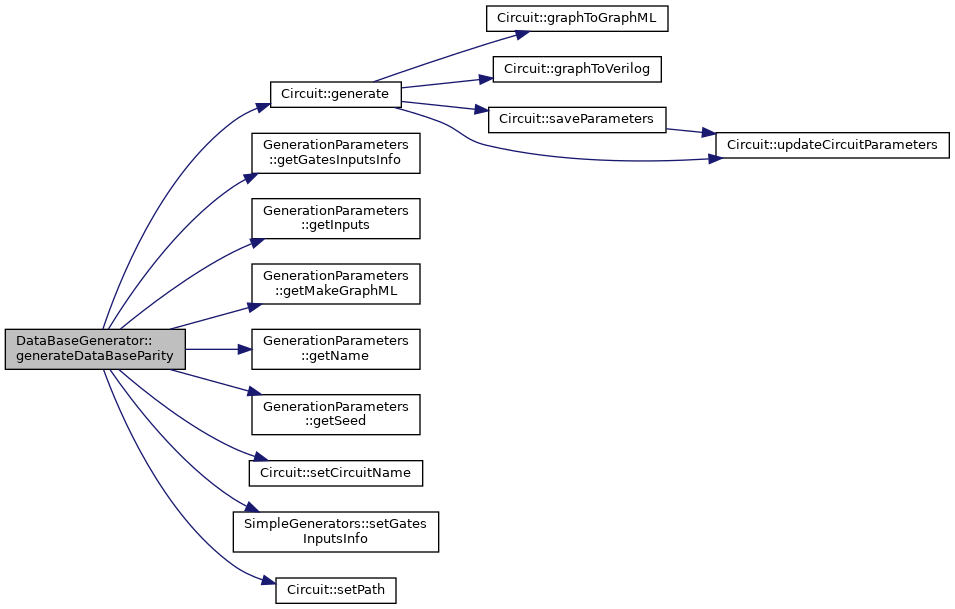 Circuit::graphToGraphML
Circuit::graphToVerilog
Circuit::generate
Circuit::saveParameters
Circuit::updateCircuitParameters
GenerationParameters
::getGatesInputsInfo
GenerationParameters
::getInputs
GenerationParameters
::getMakeGraphML
DataBaseGenerator::
generateDataBaseParity
GenerationParameters
::getName
GenerationParameters
::getSeed
Circuit::setCircuitName
SimpleGenerators::setGates
InputsInfo
Circuit::setPath